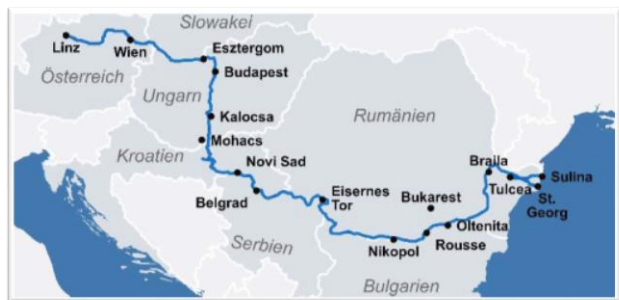 Slowakei
Linz
Wien
Esztergom
Budapest
Österreich
Ungarn
Kalocsa
Rumänien
Mohacs
Kroatien
Novi Sad
Braila
Sulina
Tulcea
St.
Georg
Belgrad
Eisernes
Tor
Bukarest
Oltenita
Serbien
Nikopol
Rousse
Bulgarien